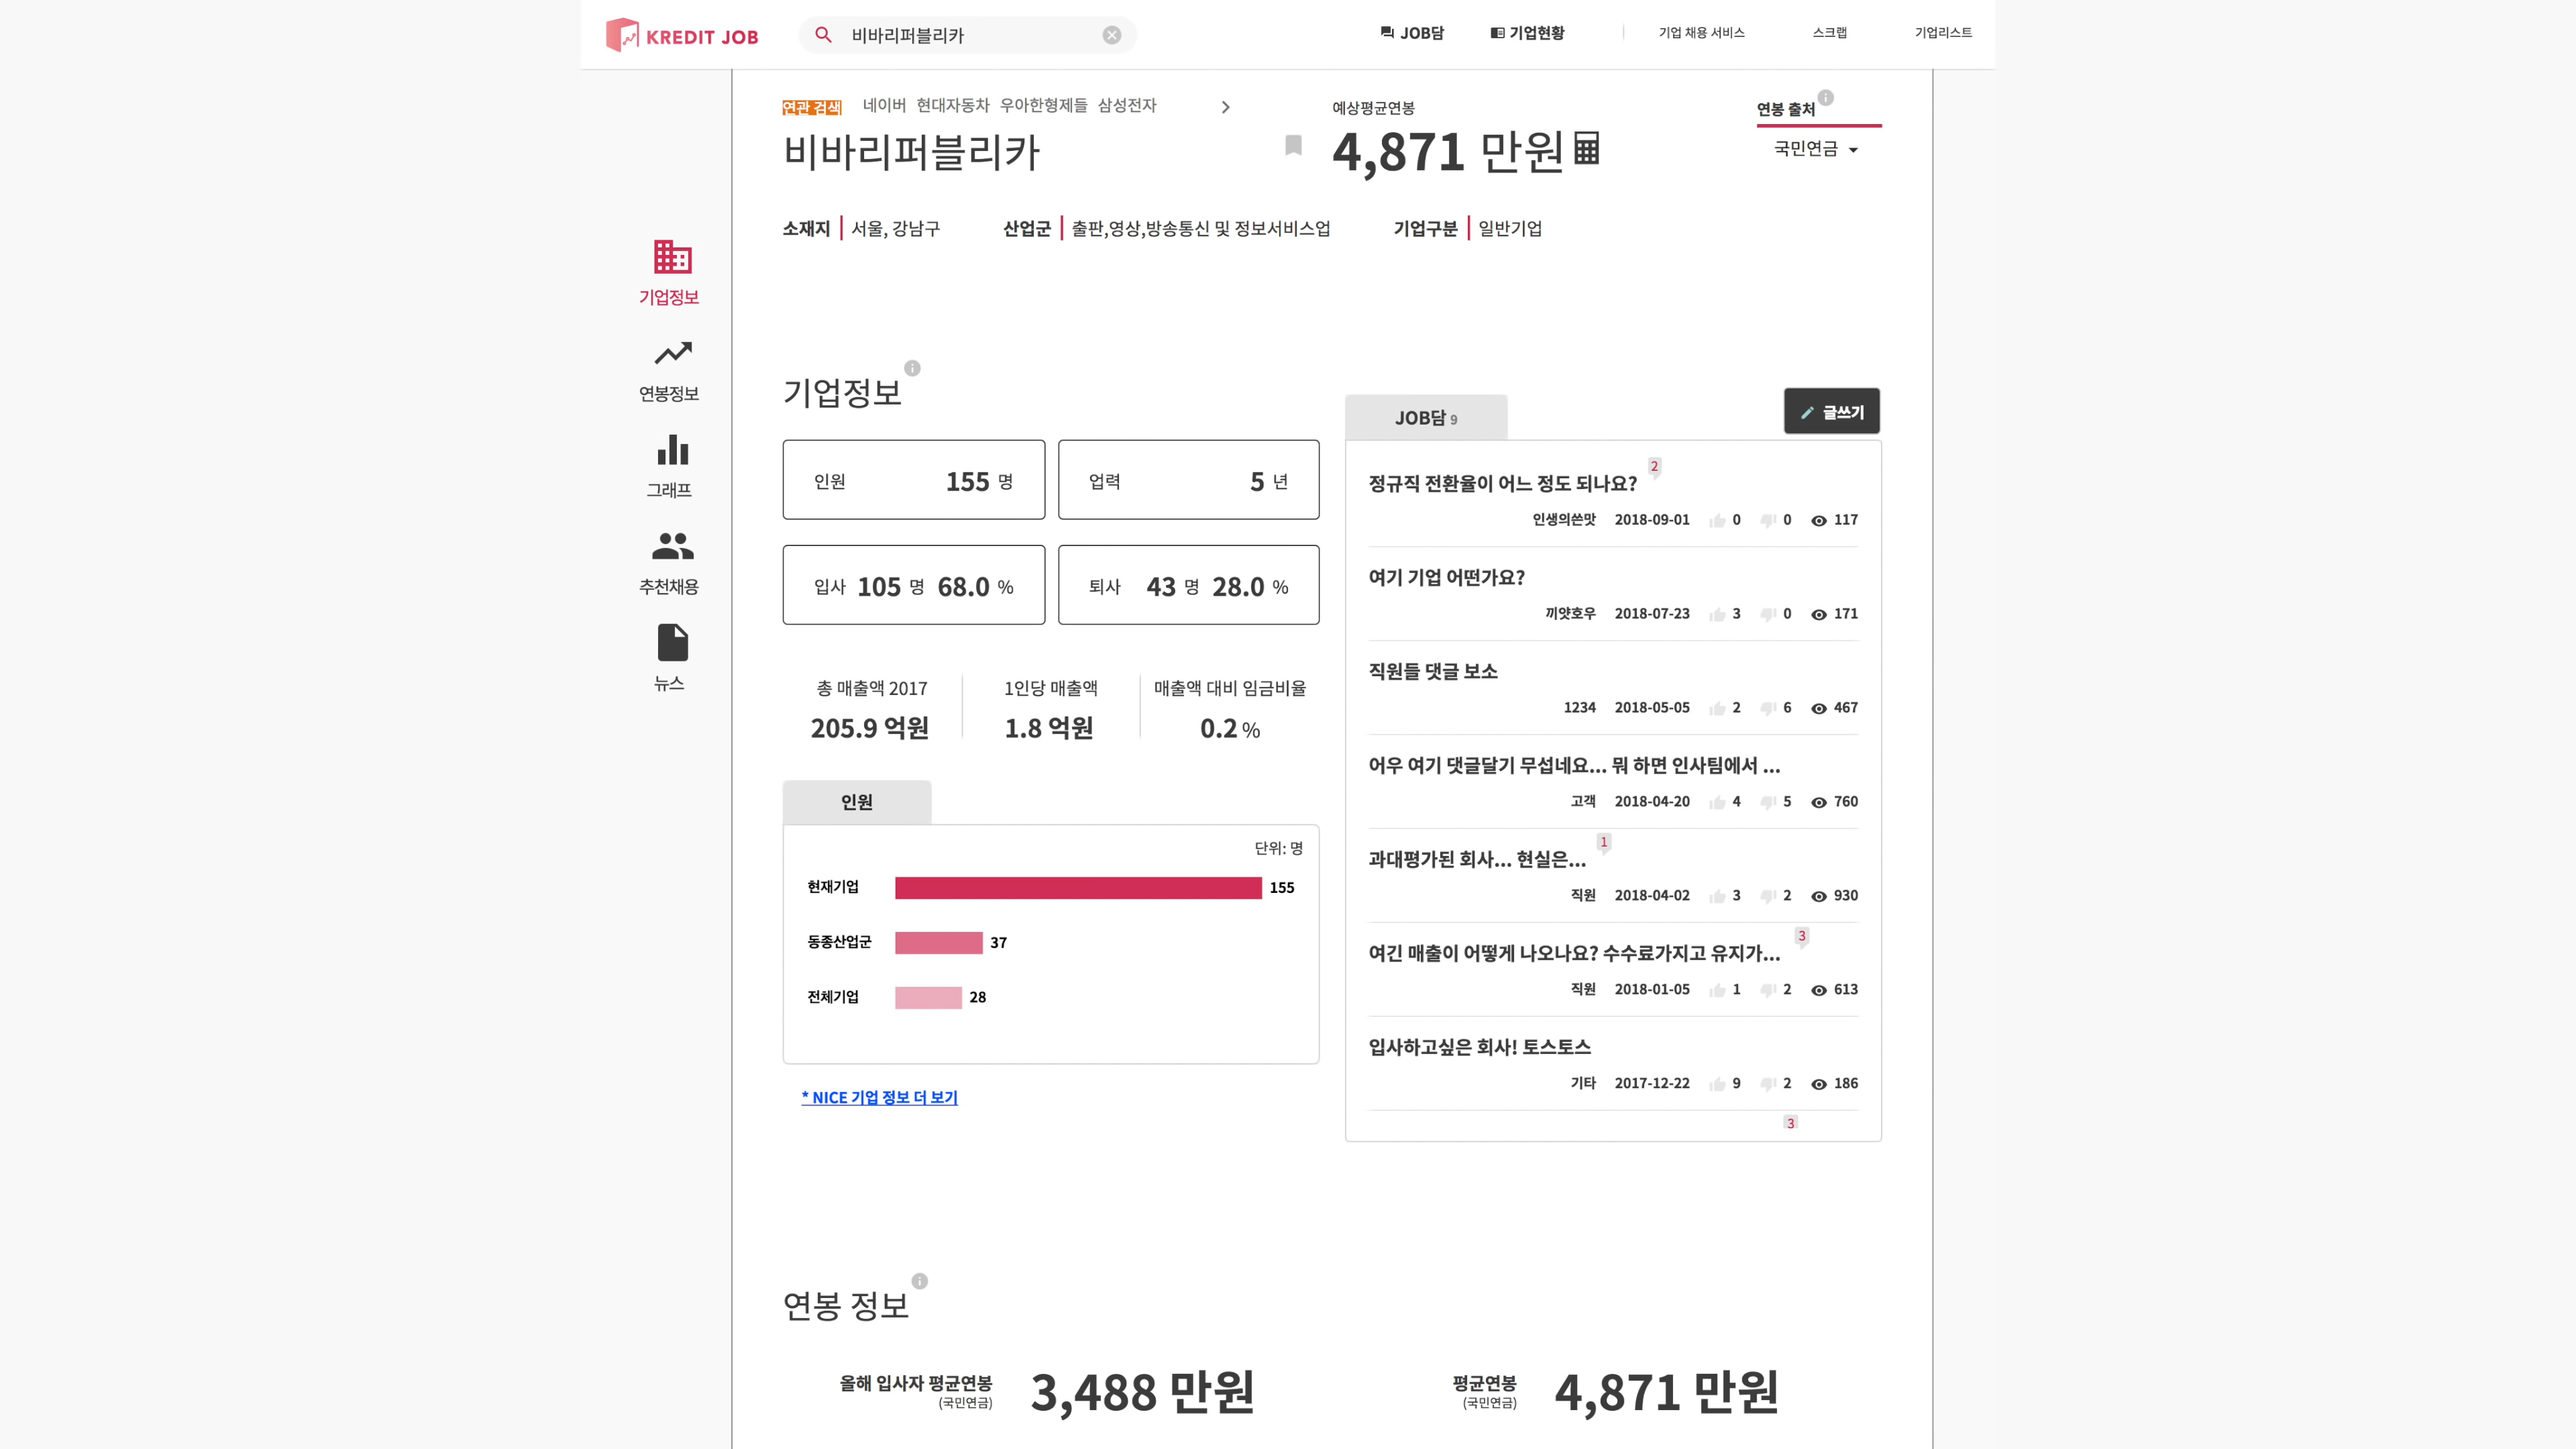 KREDIT JOB
비바리퍼블리카
JOB담
기업현황
기업 채용 서비스
스크랩
기업리스트
연관 검색 네이버 현대자동차 우아한형제들 삼성전자
비바리퍼블리카
예상평균연봉
4,871 만원
연봉 출처
국민연금
소재지 서울, 강남구
산업군 출판,영상,방송통신 및 정보서비스업
기업구분 일반기업
기업정보
연봉정보
그래프
추천채용
뉴스
기업정보
인원 155 명
업력 5 년
입사 105 명 68.0 %
퇴사 43 명 28.0 %
총 매출액 2017
205.9 억원
1인당 매출액
1.8 억원
매출액 대비 임금비율
0.2 %
인원
단위: 명
현재기업 155
동종산업군 37
전체기업 28
* NICE 기업 정보 더 보기
JOB담 9
글쓰기
정규직 전환율이 어느 정도 되나요? 2
인생의쓴맛 2018-09-01 0 0 117
여기 기업 어떤가요?
끼얏호우 2018-07-23 3 0 171
직원들 댓글 보소
1234 2018-05-05 2 6 467
어우 여기 댓글달기 무섭네요... 뭐 하면 인사팀에서 ...
고객 2018-04-20 4 5 760
과대평가된 회사... 현실은... 1
직원 2018-04-02 3 2 930
여긴 매출이 어떻게 나오나요? 수수료가지고 유지가... 3
직원 2018-01-05 1 2 613
입사하고싶은 회사! 토스토스
기타 2017-12-22 9 2 186
3
연봉 정보
올해 입사자 평균연봉
(국민연금)
3,488 만원
평균연봉
(국민연금)
4,871 만원